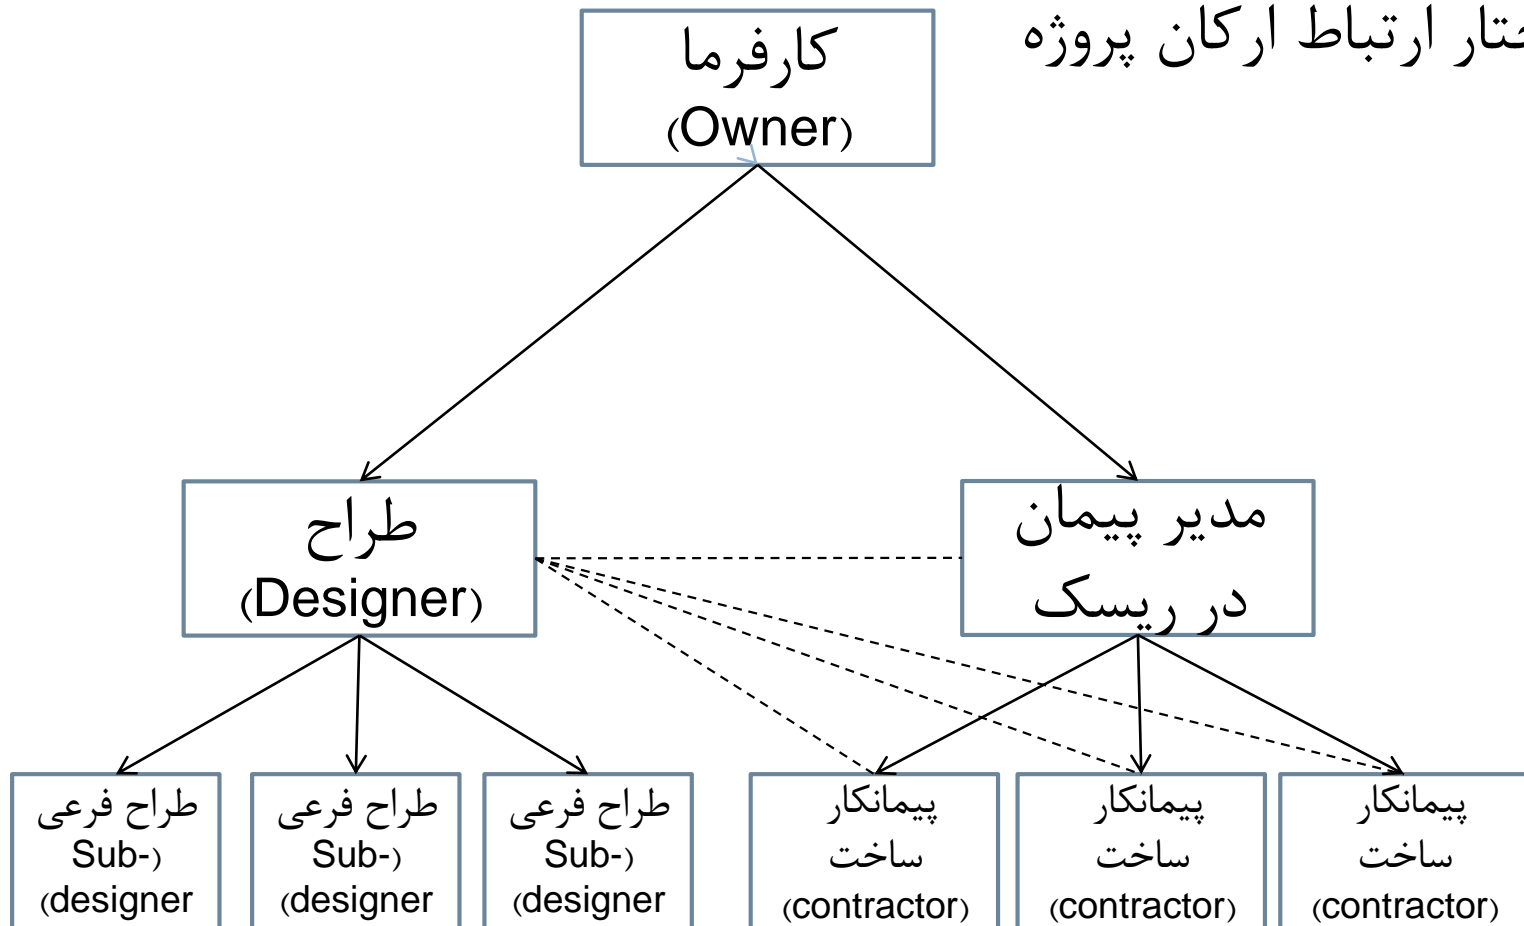 ارتباط ارکان پروژه
کارفرما
(Owner)
طراح
(Designer)
مدیر پیمان
در ریسک
طراح فرعی
Sub-)
(designer
طراح فرعی
Sub-)
(designer
طراح فرعی
Sub-)
(designer
پیمانکار
ساخت
(contractor)
پیمانکار
ساخت
(contractor)
پیمانکار
ساخت
(contractor)